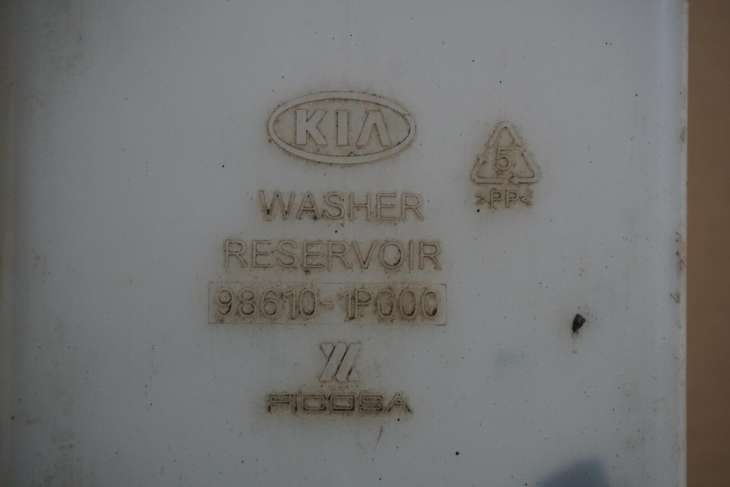 KIA
5
>PP<
WASHER
RESERVOIR
98610-1P000
FICOSA